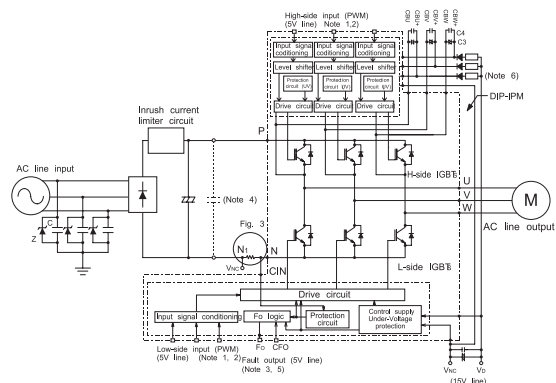 High-side input (PWM)
(5V line) Note 1,2)
CBU-
CBU+
CBV-
CBV+
CBW-
CBW+
C4
C3
Input signal coditioning
Input signal coditioning
Input signal coditioning
Level shifter
Level shifter
Level shifter
Protection circuit (UV)
Protection circuit (UV)
Protection circuit (UV)
(Note 6)
Drive circuit
Drive circuit
Drive circuit
DIP-IPM
Inrush current
limiter circuit
P
AC line input
H-side IGBTS
U
V
W
M
AC line output
(Note 4)
C
Z
Fig. 3
N1
N
VNC
CIN
L-side IGBTS
Drive circuit
Input signal conditioning
Fo logic
Protection
circuit
Control supply
Under-Voltage
protection
Low-side input (PWM)
(5V line) (Note 1, 2)
FO
CFO
Fault output (5V line)
(Note 3, 5)
VNC
VD
(15V line)